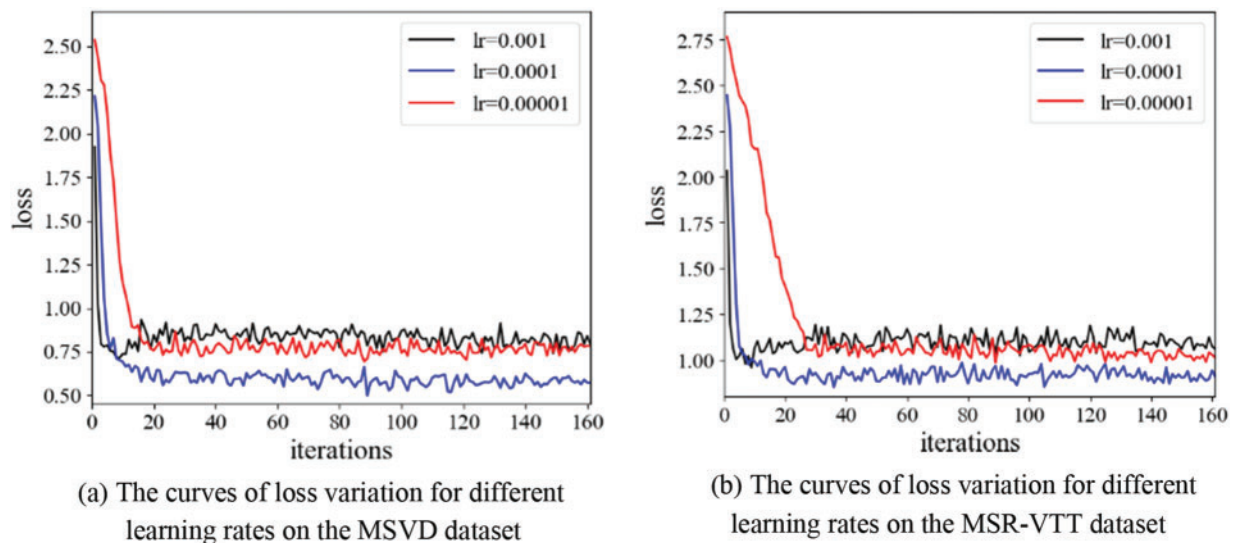 2.50
2.25
2.00
1.75
1.50
1.25
1.00
0.75
0.50
loss
0 20 40 60 80 100 120 140 160
iterations
lr=0.001
lr=0.0001
lr=0.00001
(a) The curves of loss variation for different
learning rates on the MSVD dataset
2.75
2.50
2.25
2.00
1.75
1.50
1.25
1.00
loss
0 20 40 60 80 100 120 140 160
iterations
lr=0.001
lr=0.0001
lr=0.00001
(b) The curves of loss variation for different
learning rates on the MSR-VTT dataset